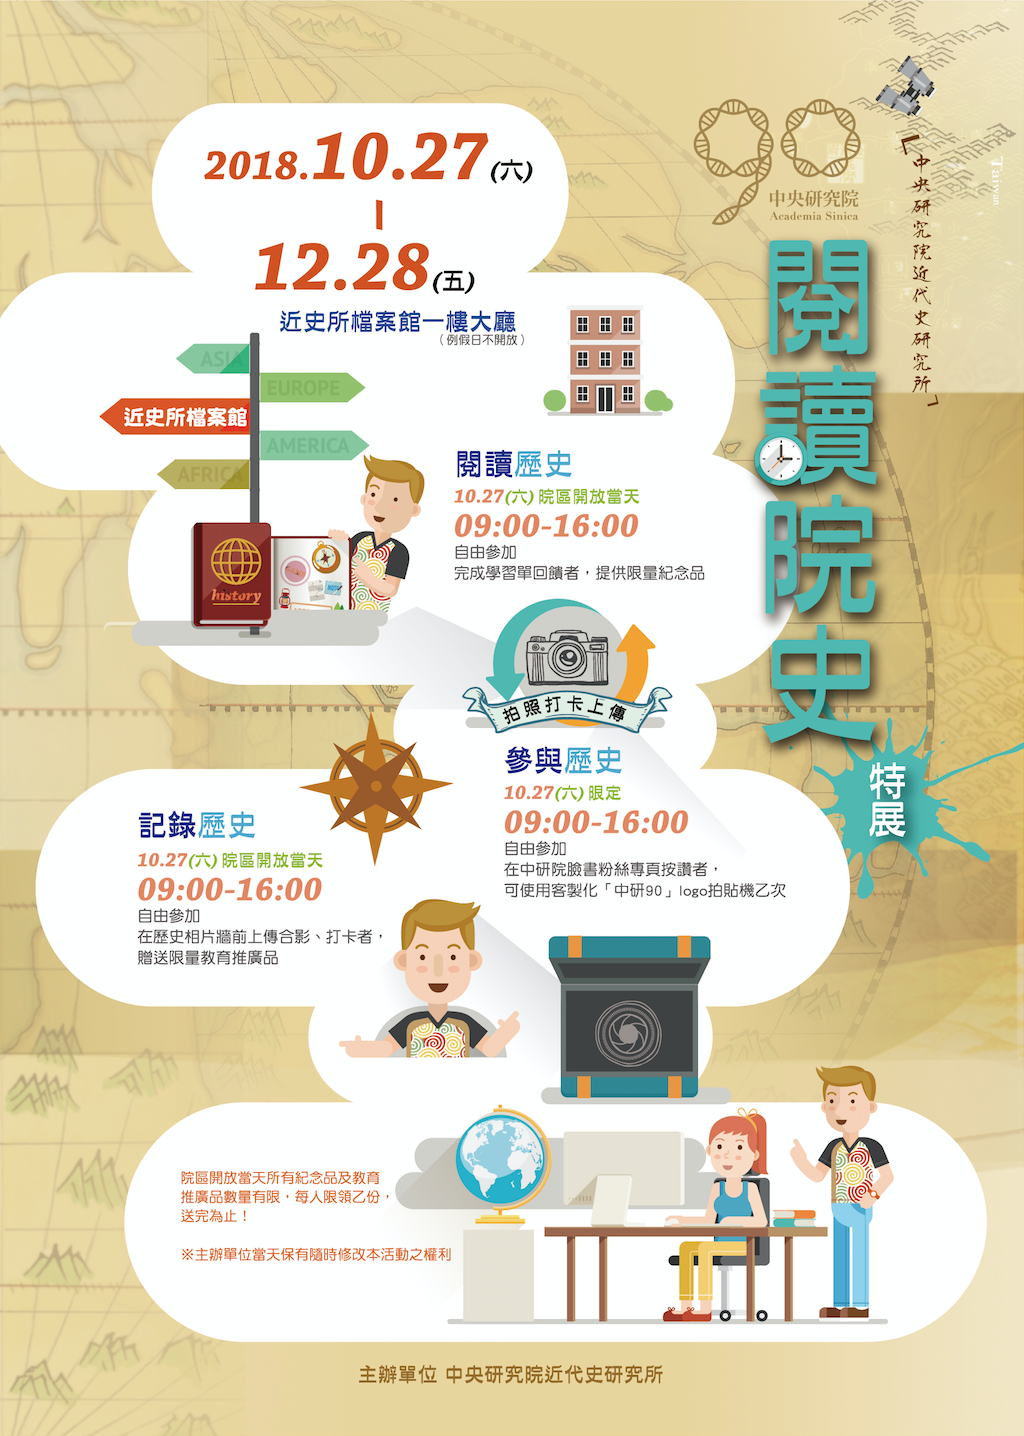 2018.10.27(六)
|
12.28(五)
近史所檔案館一樓大廳
（例假日不開放）
90
中央研究院
Academia Sinica
「中央研究院近代史研究所」
Taiyuan
閱讀院史
特展
ASIA
EUROPE
近史所檔案館
AMERICA
AFRICA
history
閱讀歷史
10.27(六) 院區開放當天
09:00-16:00
自由參加
完成學習單回饋者，提供限量紀念品
拍照打卡上傳
參與歷史
10.27(六) 限定
09:00-16:00
自由參加
在中研院臉書粉絲專頁按讚者，
可使用客製化「中研90」logo拍貼機乙次
記錄歷史
10.27(六) 院區開放當天
09:00-16:00
自由參加
在歷史相片牆前上傳合影、打卡者，
贈送限量教育推廣品
院區開放當天所有紀念品及教育
推廣品數量有限，每人限領乙份，
送完為止！
※主辦單位當天保有隨時修改本活動之權利
主辦單位 中央研究院近代史研究所